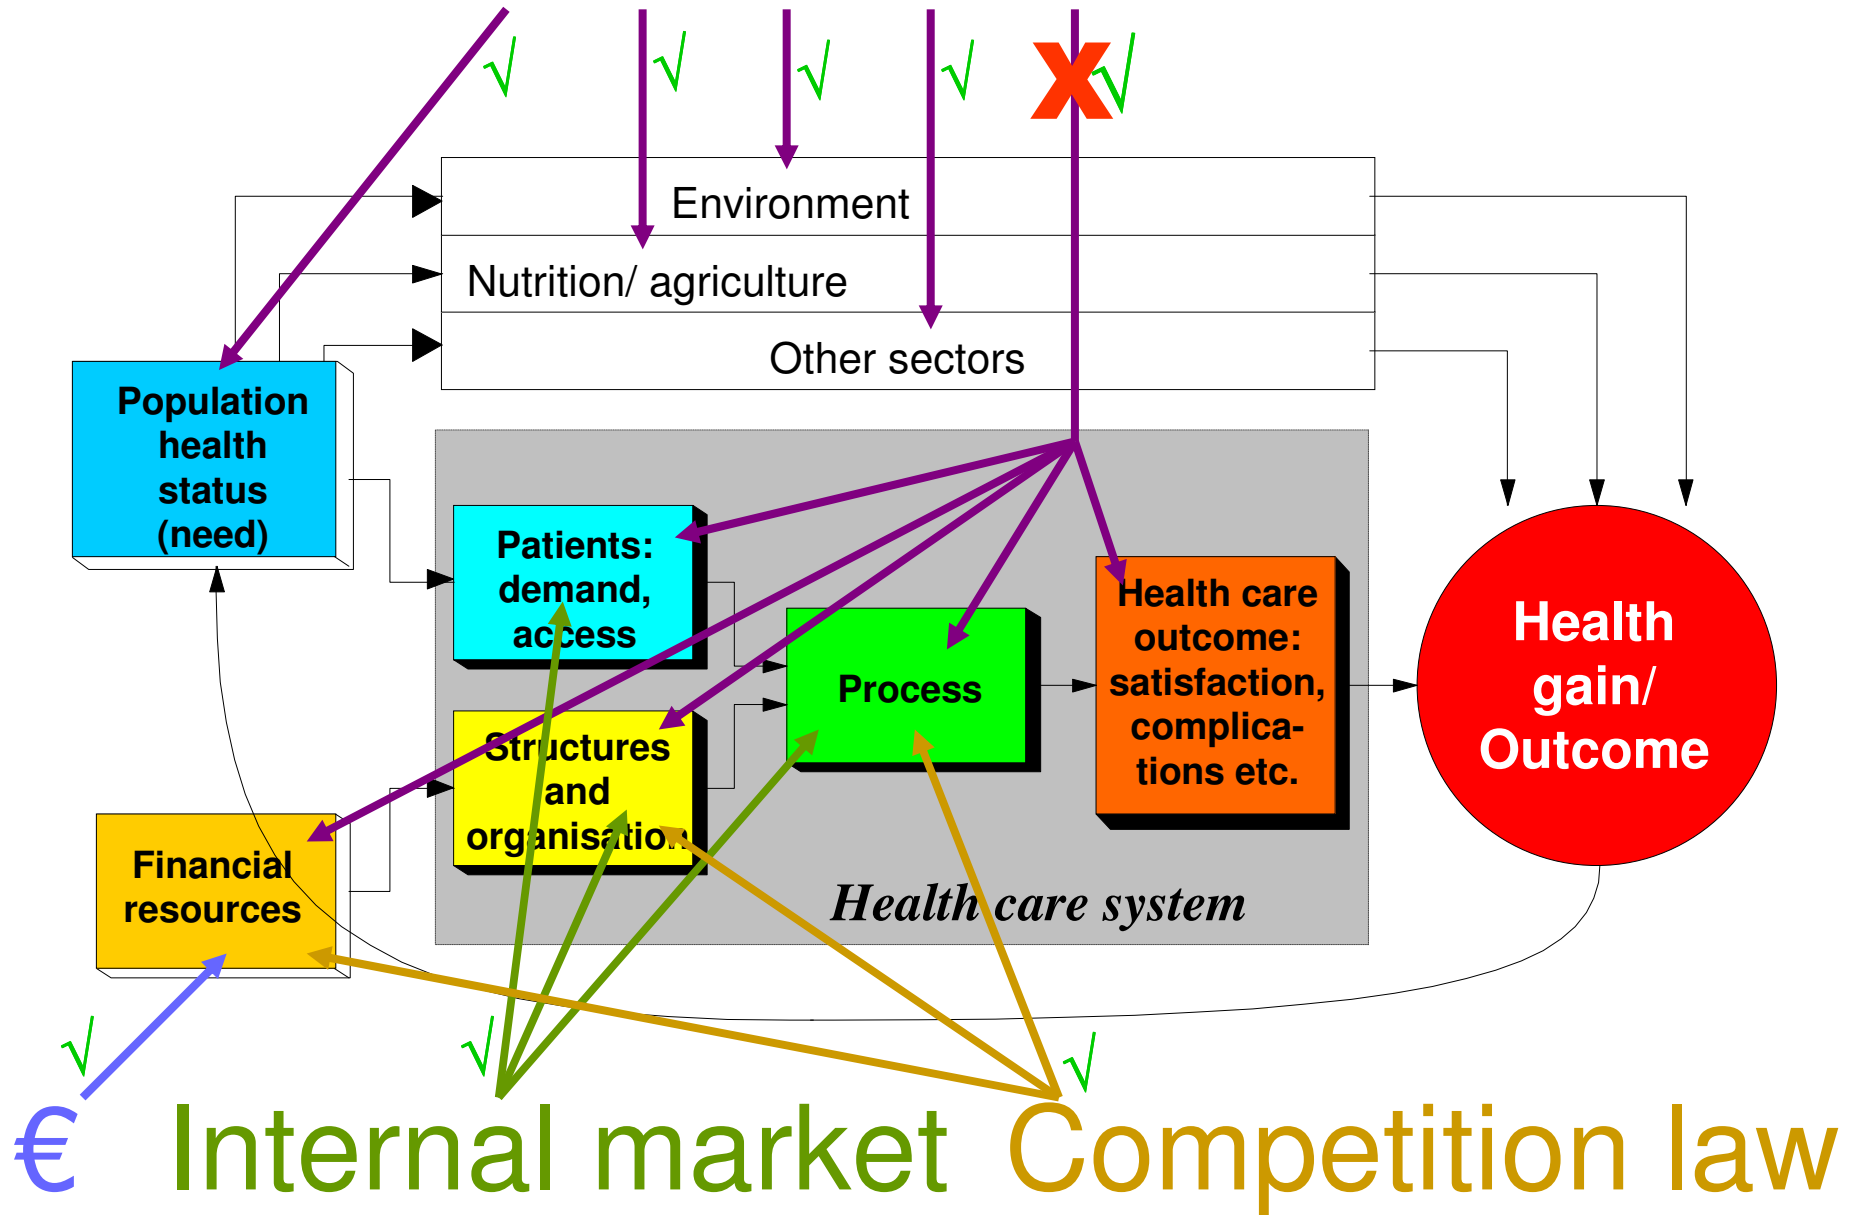 √ √ √ √ X√
Environment
Nutrition/ agriculture
Other sectors
Population
health
status
(need)
Patients:
demand,
access
Structures
and
organisation
Process
Health care
outcome:
satisfaction,
complica-
tions etc.
Health
gain/
Outcome
Financial
resources
Health care system
√ √ √
€ Internal market Competition law